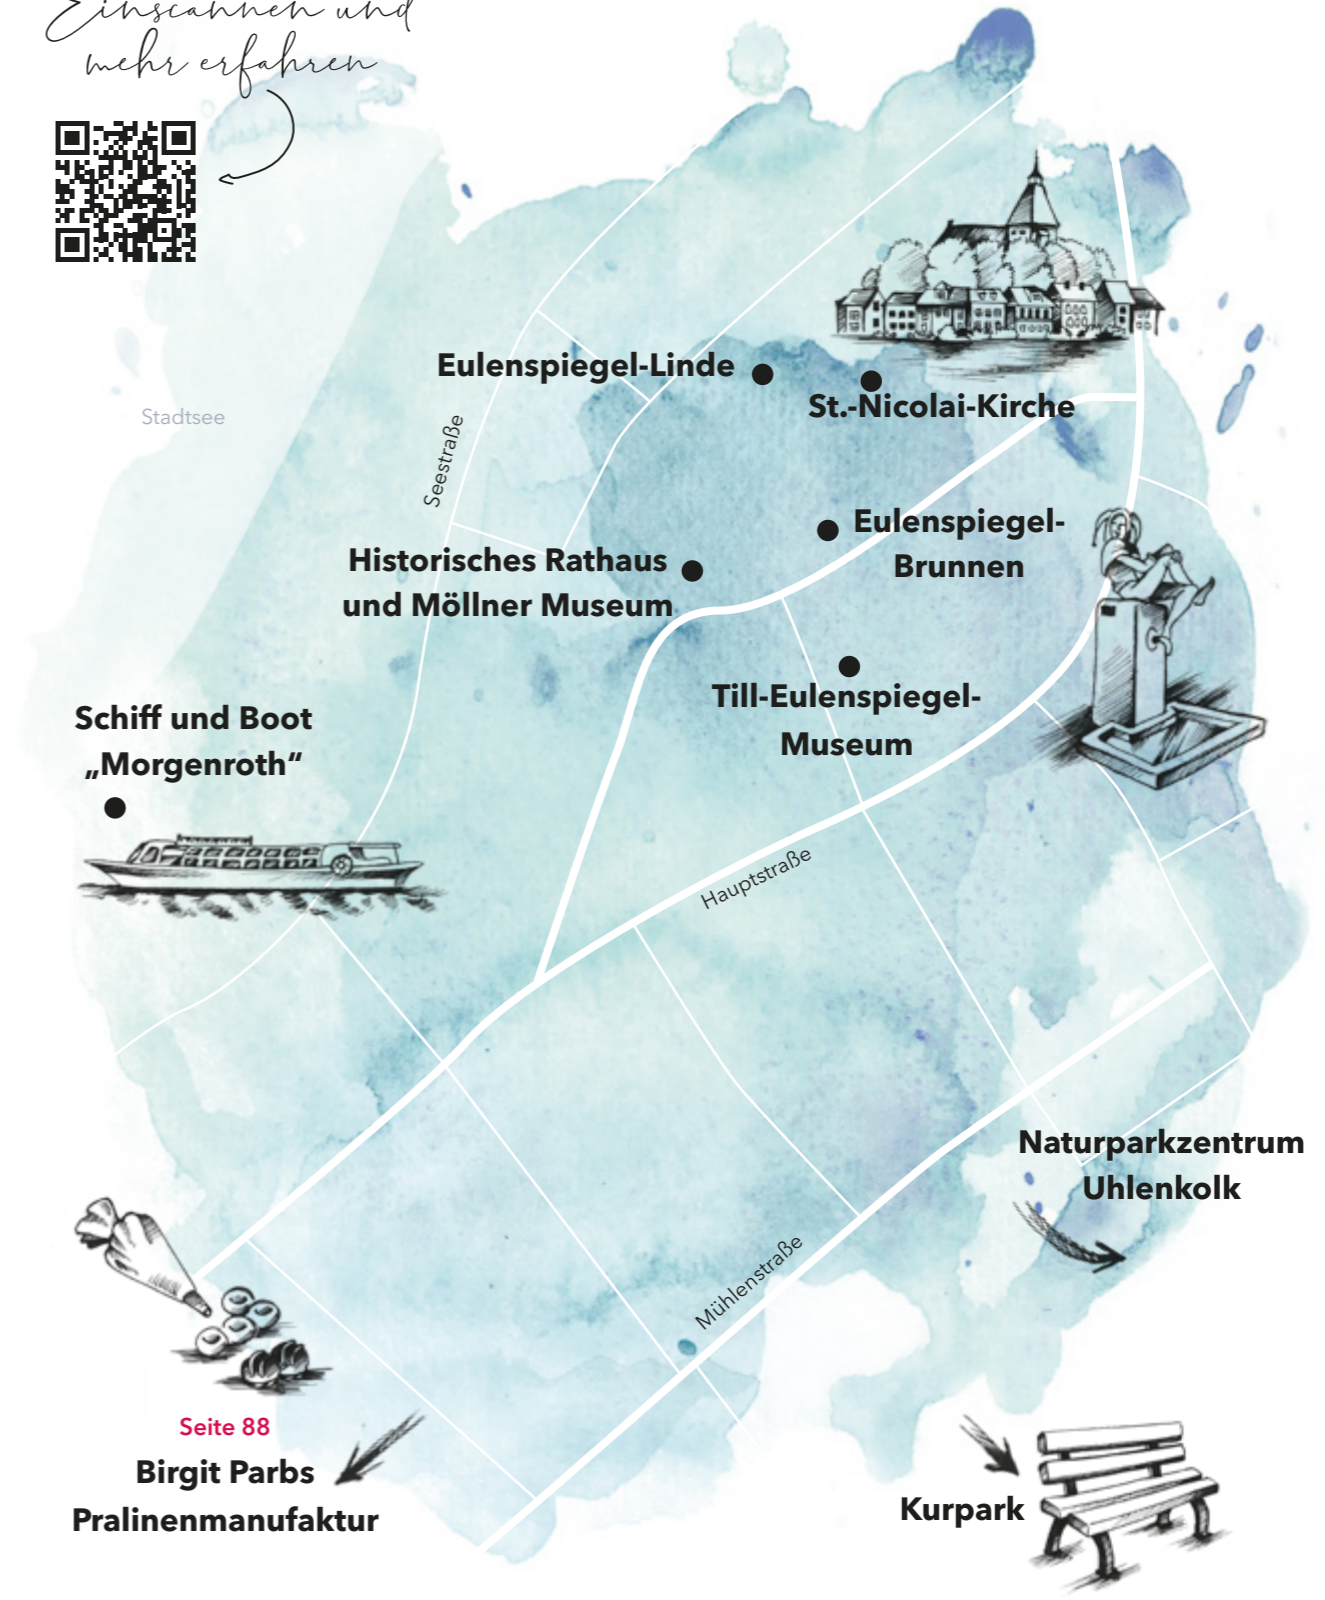 Einscannen und
mehr erfahren
Stadtsee
Eulenspiegel-Linde
St.-Nicolai-Kirche
Seestraße
Eulenspiegel-
Brunnen
Historisches Rathaus
und Möllner Museum
Till-Eulenspiegel-
Museum
Schiff und Boot
„Morgenroth“
Hauptstraße
Naturparkzentrum
Uhlenkolk
Mühlenstraße
Seite 88
Birgit Parbs
Pralinenmanufaktur
Kurpark